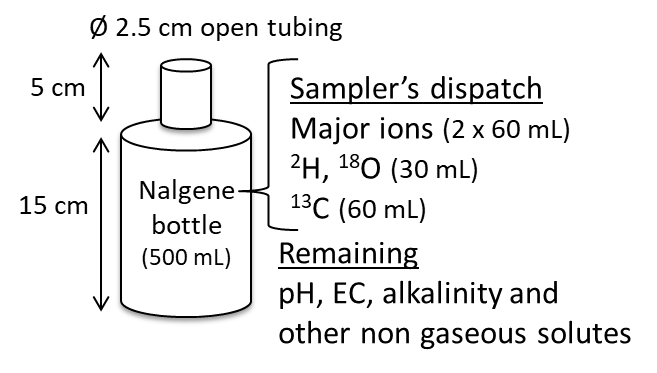 Ø 2.5 cm open tubing
5 cm
15 cm
Nalgene
bottle
(500 mL)
Sampler's dispatch
Major ions (2 x 60 mL)
²H, ¹⁸O (30 mL)
¹³C (60 mL)
Remaining
pH, EC, alkalinity and
other non gaseous solutes